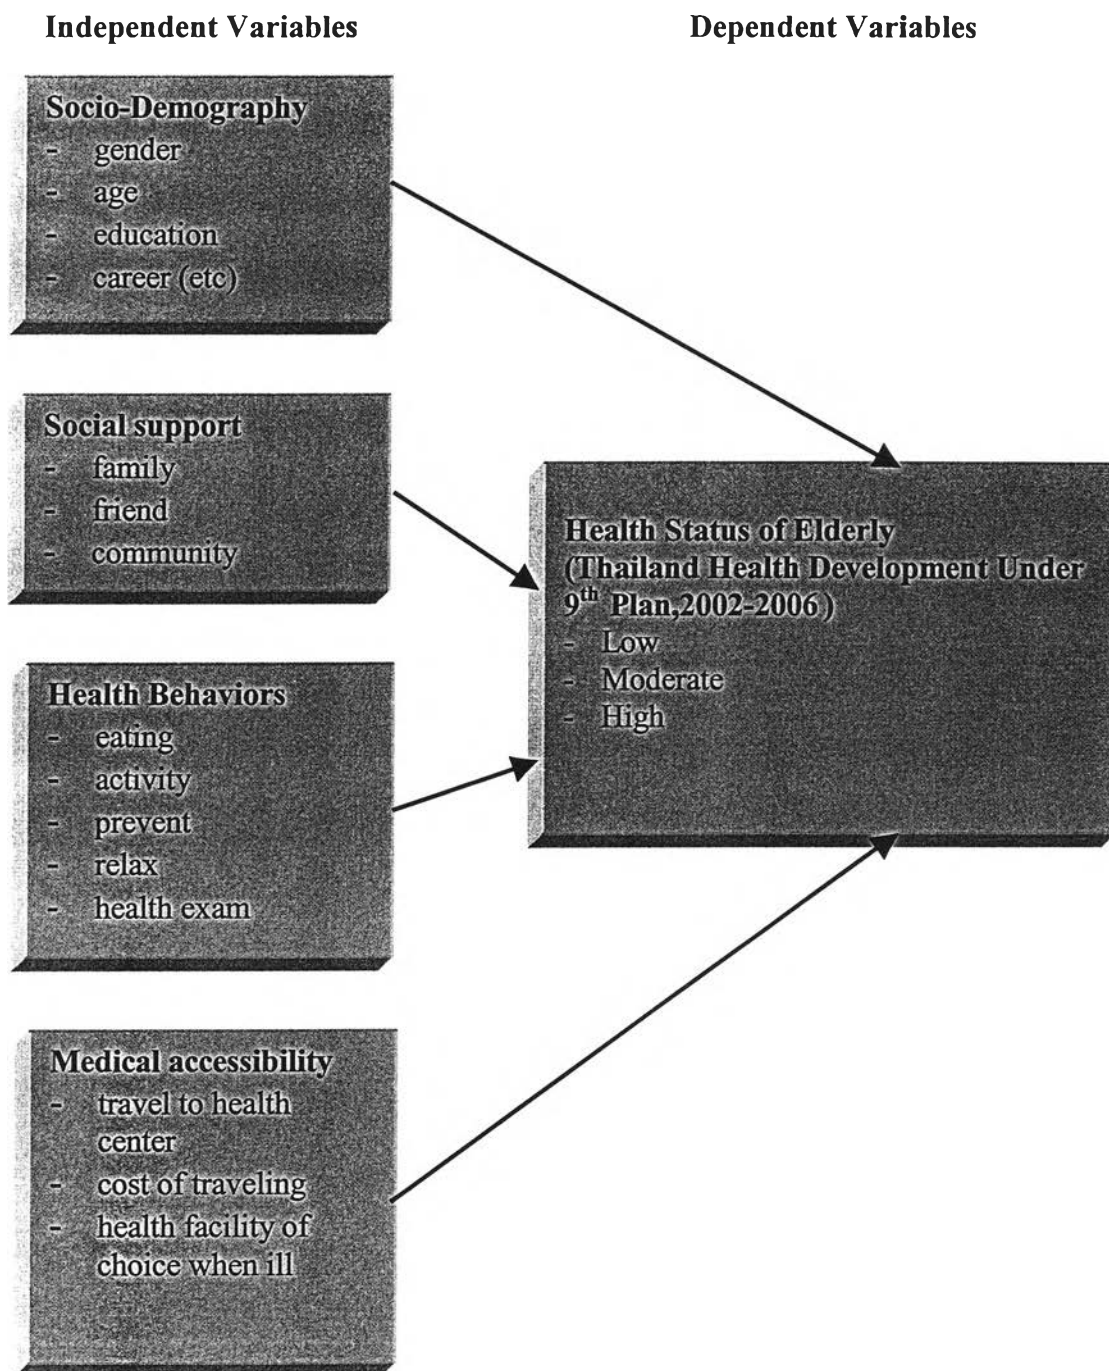 Independent Variables
Dependent Variables
Socio-Demography
- gender
- age
- education
- career (etc)
Social support
- family
- friend
- community
Health Behaviors
- eating
- activity
- prevent
- relax
- health exam
Medical accessibility
- travel to health
center
- cost of traveling
- health facility of
choice when ill
Health Status of Elderly
(Thailand Health Development Under
9th Plan,2002-2006)
- Low
- Moderate
- High